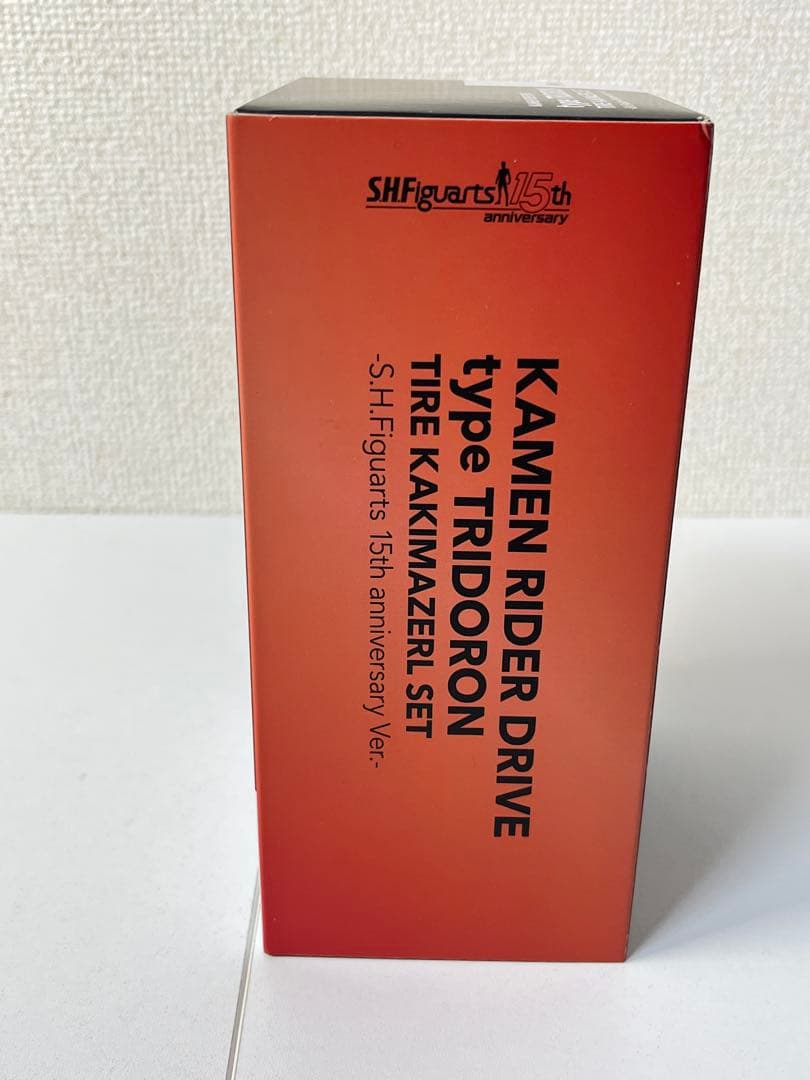 S.H.Figuarts 15th
anniversary
KAMEN RIDER DRIVE
type TRIDORON
TIRE KAKIMAZERL SET
-S.H.Figuarts 15th anniversary Ver.-